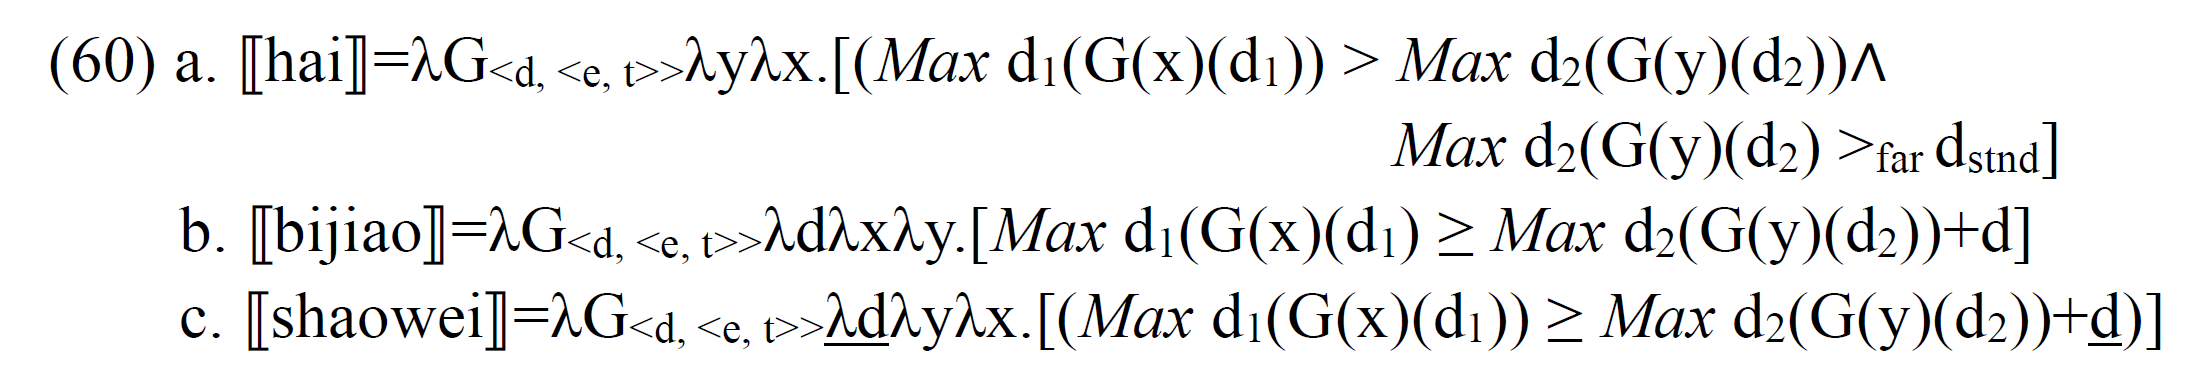 (60) a. ⟦hai⟧=λG<d, <e, t>>λyλx.[(Max d₁(G(x)(d₁)) > Max d₂(G(y)(d₂))∧
Max d₂(G(y)(d₂) >far dstnd]
b. ⟦bijiao⟧=λG<d, <e, t>>λdλxλy.[Max d₁(G(x)(d₁) ≥ Max d₂(G(y)(d₂))+d]
c. ⟦shaowei⟧=λG<d, <e, t>>λdλyλx.[(Max d₁(G(x)(d₁)) ≥ Max d₂(G(y)(d₂))+d)]